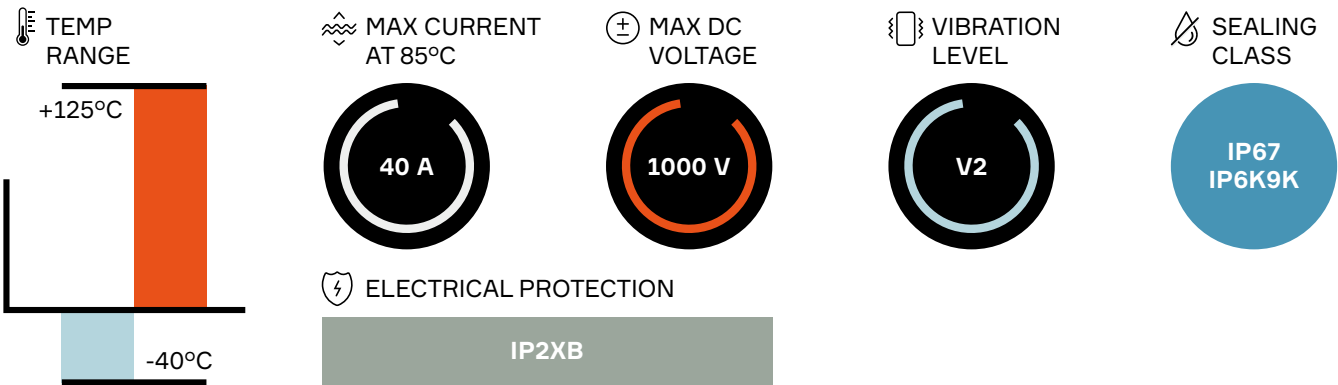 TEMP
RANGE
+125°C
-40°C
MAX CURRENT
AT 85°C
40 A
MAX DC
VOLTAGE
1000 V
VIBRATION
LEVEL
V2
SEALING
CLASS
IP67
IP6K9K
ELECTRICAL PROTECTION
IP2XB